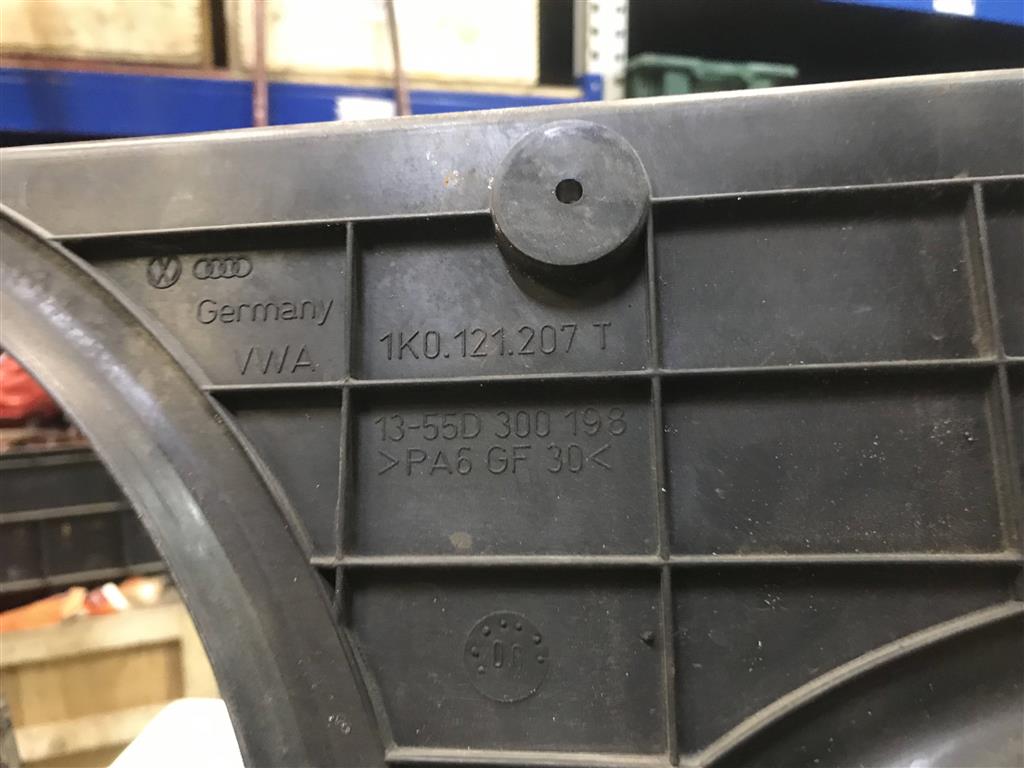 Germany
VWA
1K0.121.207 T
13-55D 300 198
>PA6 GF 30<